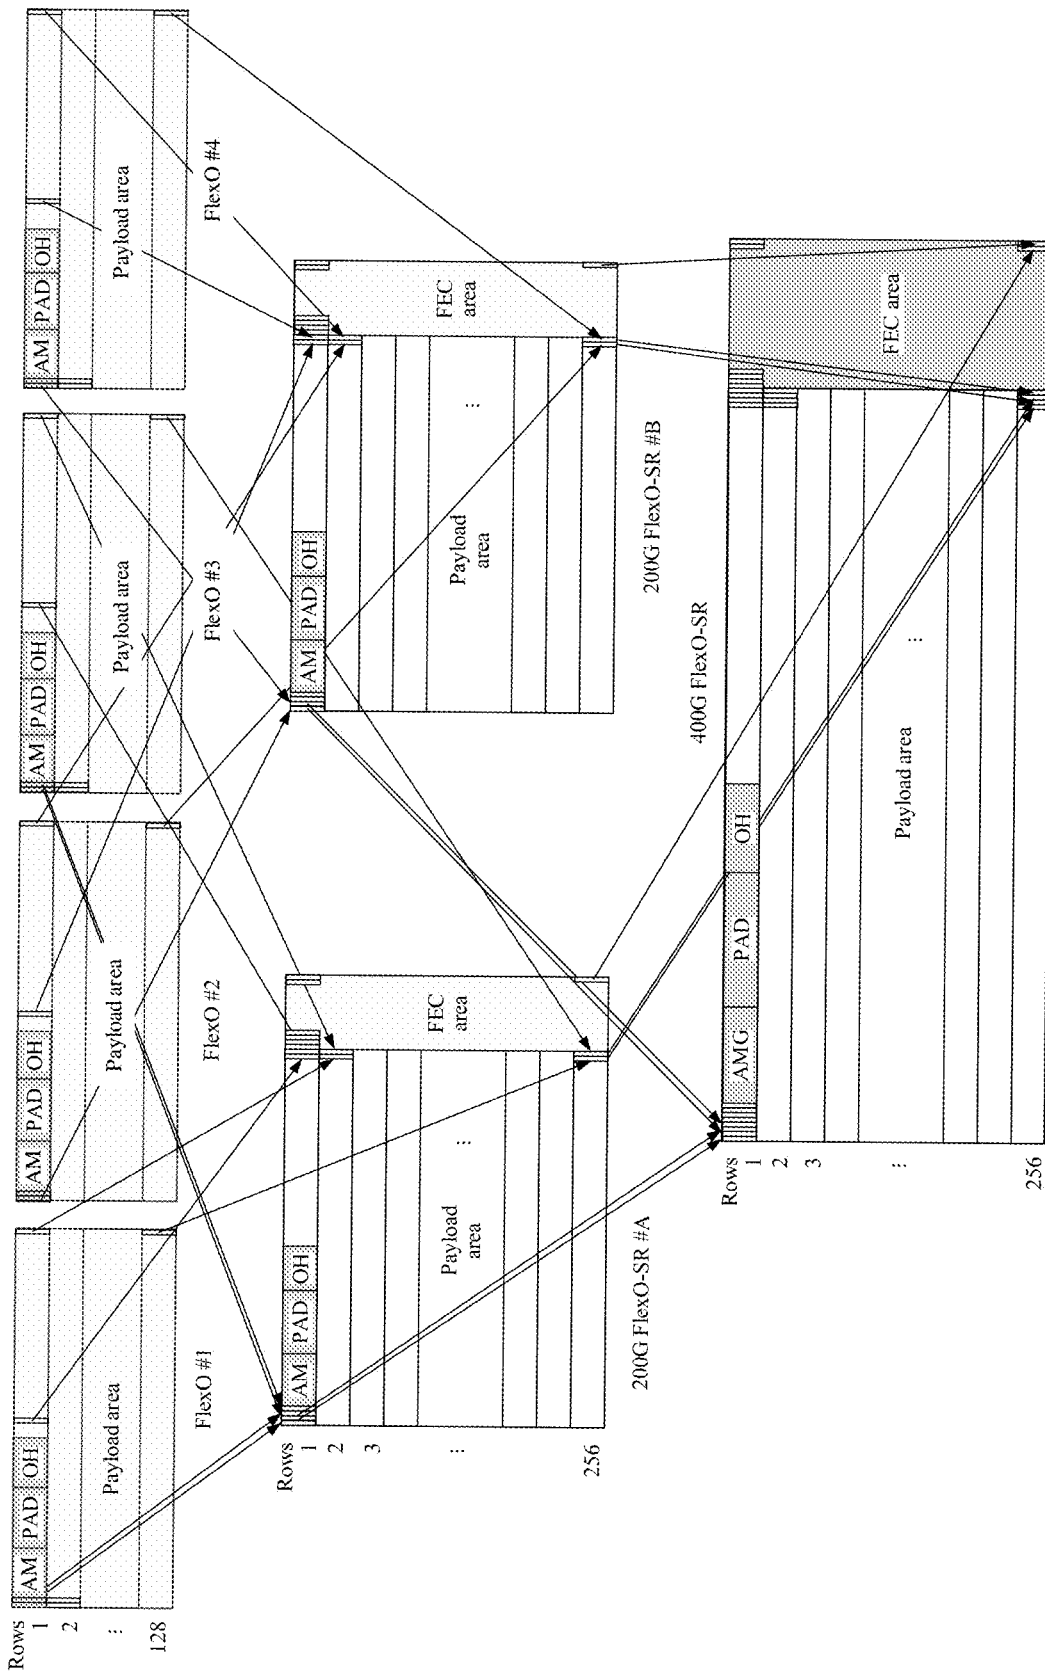 Rows
1
2
⋮
128
AM PAD OH
Payload area
FlexO #1
AM PAD OH
Payload area
FlexO #2
AM PAD OH
Payload area
FlexO #3
AM PAD OH
Payload area
FlexO #4
Rows
1
2
3
⋮
256
AM PAD OH
Payload
area
⋮
FEC
area
200G FlexO-SR #A
AM PAD OH
Payload
area
⋮
FEC
area
200G FlexO-SR #B
400G FlexO-SR
Rows
1
2
3
⋮
256
AMG PAD OH
Payload area
⋮
FEC area